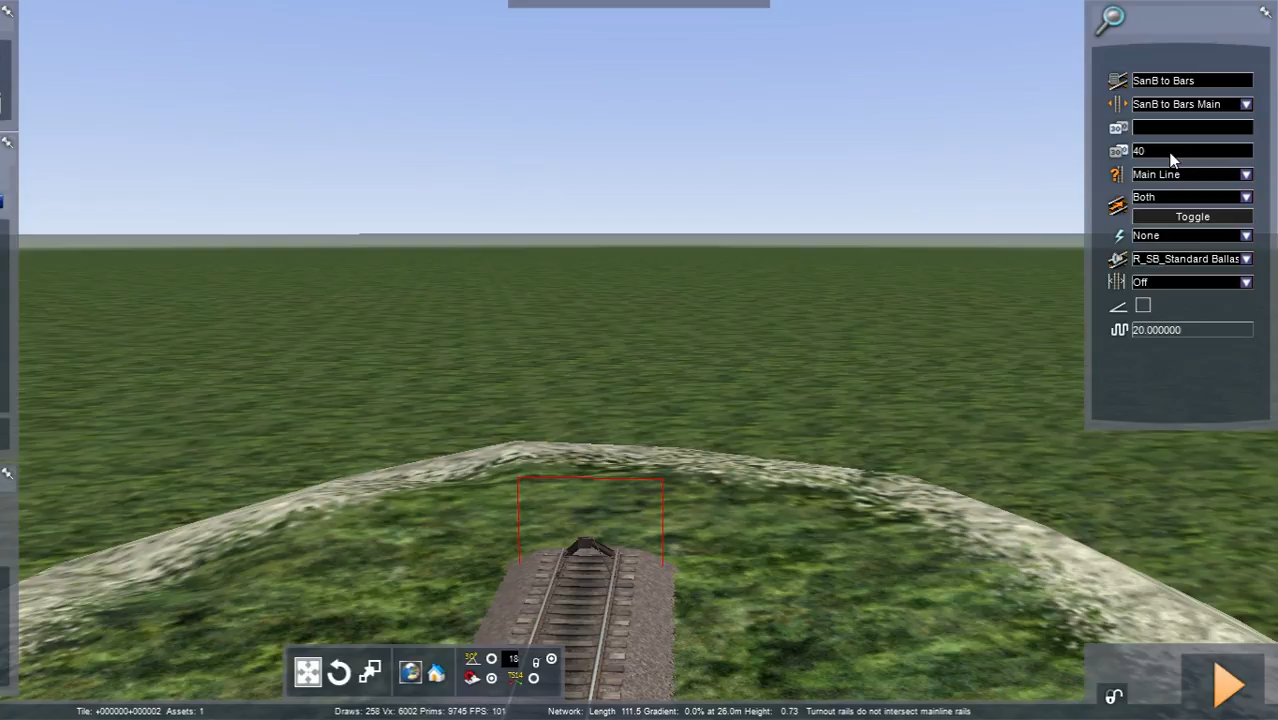 SanB to Bars
SanB to Bars Main
40
Main Line
Both
Toggle
None
R_SB_Standard Ballas
Off
20.000000
18
TS14
Tile: +000000+000002 Assets: 1
Draws: 258 Vx: 6002 Prims: 9745 FPS: 101
Network: Length 111.5 Gradient: 0.0% at 26.0m Height: 0.73 Turnout rails do not intersect mainline rails